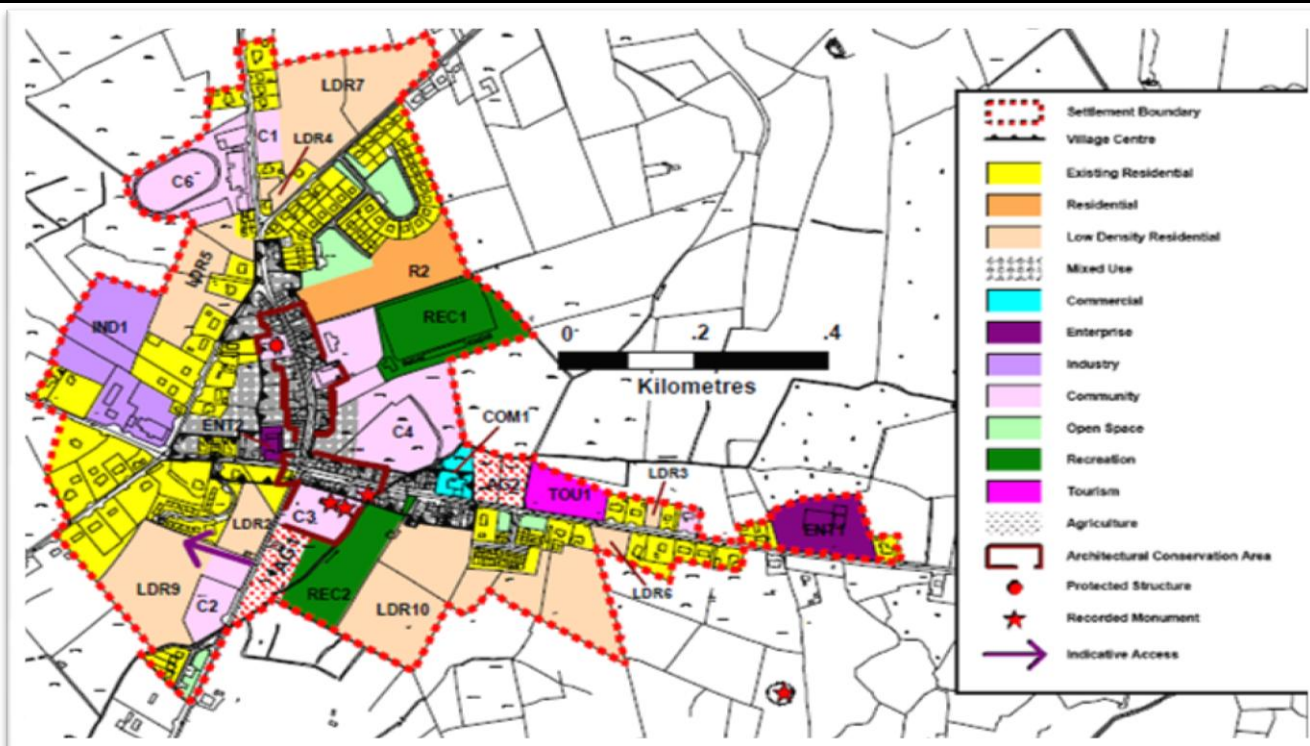 LDR7
C1
LDR4
C6
LDR5
R2
IND1
REC1
0
.2
.4
Kilometres
ENT2
C4
COM1
AG2
TOU1
LDR3
C3
LDR2
ENT1
LDR9
C2
REC2
LDR10
LDR6
Settlement Boundary
Village Centre
Existing Residential
Residential
Low Density Residential
Mixed Use
Commercial
Enterprise
Industry
Community
Open Space
Recreation
Tourism
Agriculture
Architectural Conservation Area
Protected Structure
Recorded Monument
Indicative Access